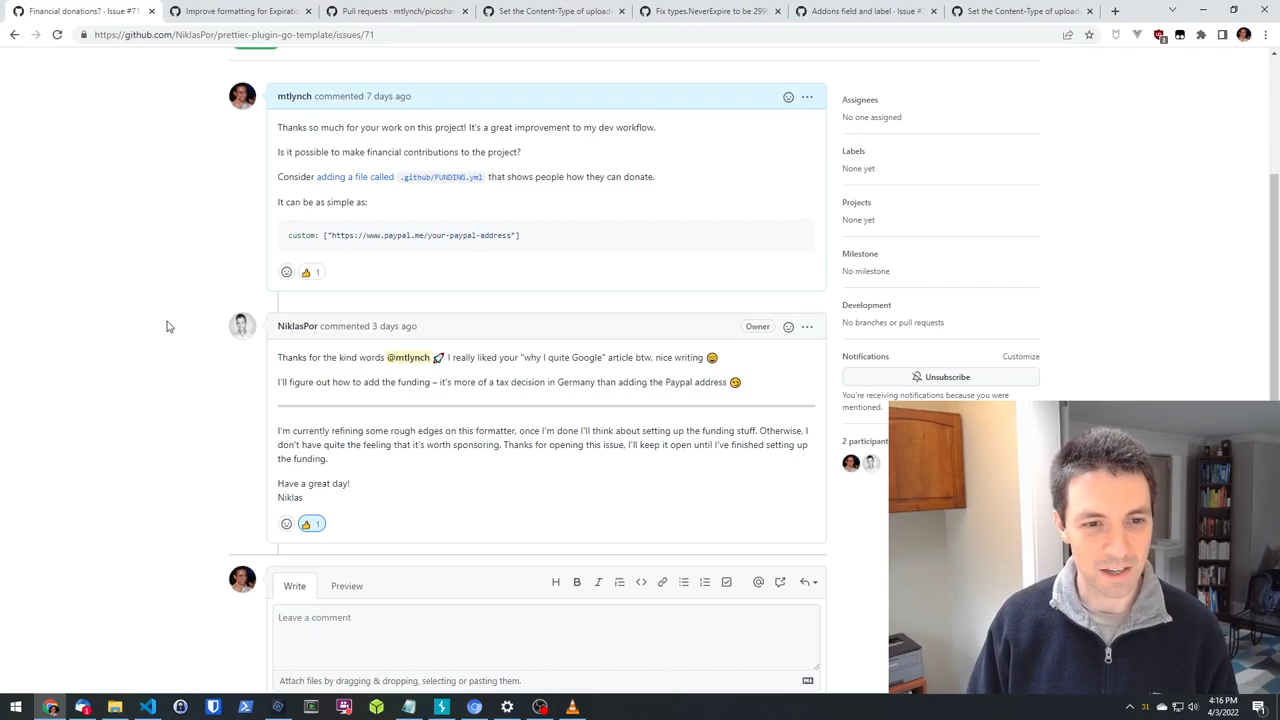 Financial donations? · Issue #71
Improve formatting for Expiratio
Pull requests · mtlynch/picosha
Set the Content-Type of uploade
Fix types.NeverExpire to be 299
Addons field and label · Issue #1
Set the Content-Type of uploade
https://github.com/NiklasPor/prettier-plugin-go-template/issues/71
3
mtlynch commented 7 days ago
Thanks so much for your work on this project! It's a great improvement to my dev workflow.
Is it possible to make financial contributions to the project?
Consider adding a file called .github/FUNDING.yml that shows people how they can donate.
It can be as simple as:
custom: ["https://www.paypal.me/your-paypal-address"]
👍 1
NiklasPor commented 3 days ago
Owner
Thanks for the kind words @mtlynch 🚀 I really liked your "why I quite Google" article btw, nice writing 😄
I'll figure out how to add the funding – it's more of a tax decision in Germany than adding the Paypal address 😏
I'm currently refining some rough edges on this formatter, once I'm done I'll think about setting up the funding stuff. Otherwise, I
don't have quite the feeling that it's worth sponsoring. Thanks for opening this issue, I'll keep it open until I've finished setting up
the funding.
Have a great day!
Niklas
👍 1
Write
Preview
Leave a comment
Attach files by dragging & dropping, selecting or pasting them.
Assignees
No one assigned
Labels
None yet
Projects
None yet
Milestone
No milestone
Development
No branches or pull requests
Notifications
Customize
Unsubscribe
You're receiving notifications because you were
mentioned.
2 participant
31
4:16 PM
4/3/2022
1